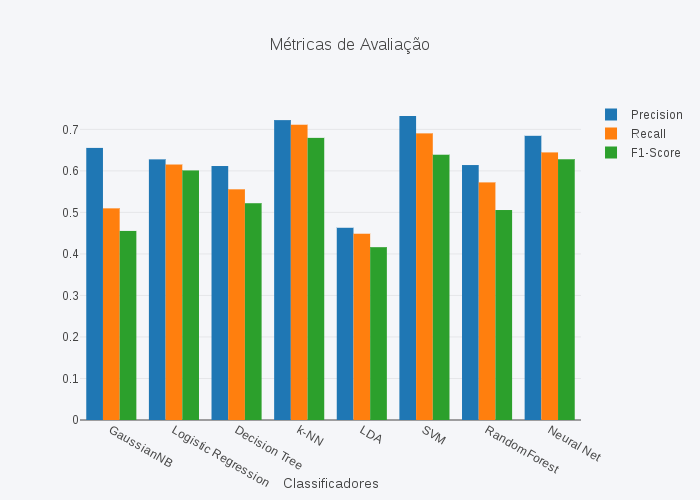 Métricas de Avaliação
Precision
Recall
F1-Score
0.7
0.6
0.5
0.4
0.3
0.2
0.1
0
GaussianNB
Logistic Regression
Decision Tree
k-NN
LDA
SVM
RandomForest
Neural Net
Classificadores